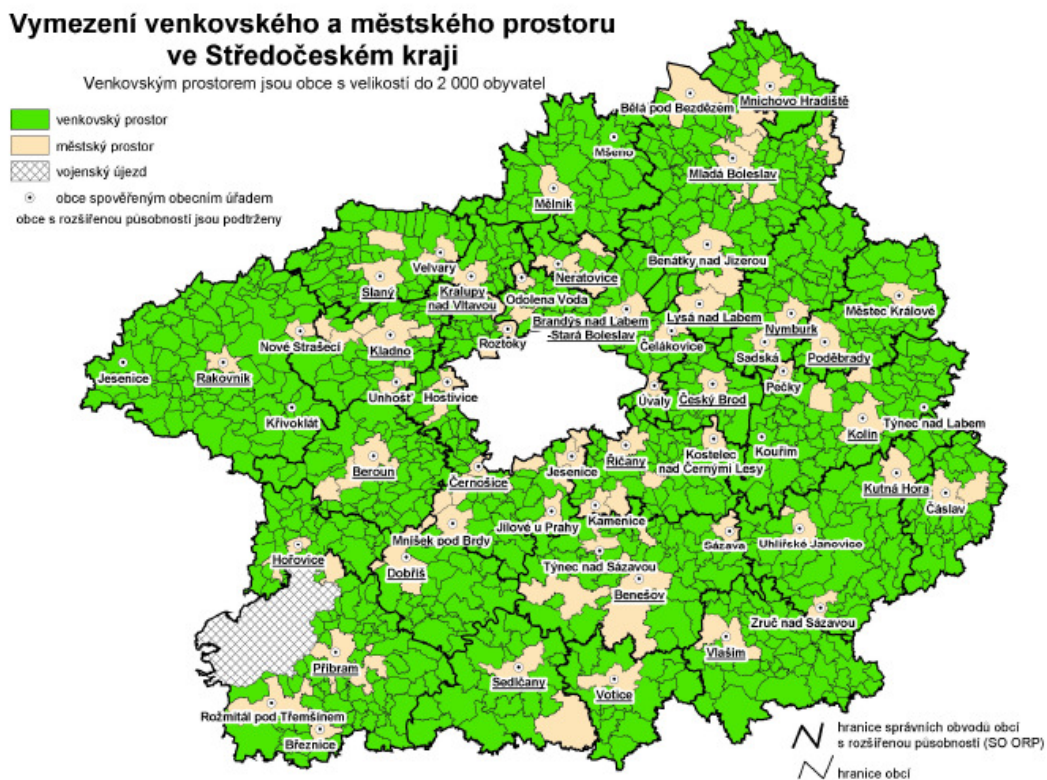 Vymezení venkovského a městského prostoru
ve Středočeském kraji
Venkovským prostorem jsou obce s velikostí do 2 000 obyvatel
venkovský prostor
městský prostor
vojenský újezd
obce spověřeným obecním úřadem
obce s rozšířenou působností jsou podtrženy
Bělá pod Bezdězem
Mnichovo Hradiště
Mšeno
Mladá Boleslav
Mělník
Velvary
Benátky nad Jizerou
Slaný
Kralupy
nad Vltavou
Neratovice
Odolena Voda
Lysá nad Labem
Městec Králové
Brandýs nad Labem
-Stará Boleslav
Nymburk
Nové Strašecí
Kladno
Roztoky
Čelákovice
Sadská
Poděbrady
Jesenice
Rakovník
Unhošť
Hostivice
Úvaly
Český Brod
Pečky
Křivoklát
Kolín
Týnec nad Labem
Beroun
Černošice
Jesenice
Říčany
Kostelec
nad Černými Lesy
Kouřim
Kutná Hora
Čáslav
Mníšek pod Brdy
Jílové u Prahy
Kamenice
Sázava
Uhlířské Janovice
Hořovice
Dobříš
Týnec nad Sázavou
Benešov
Zruč nad Sázavou
Příbram
Sedlčany
Votice
Vlašim
Rožmitál pod Třemšínem
Březnice
hranice správních obvodů obcí
s rozšířenou působností (SO ORP)
hranice obcí